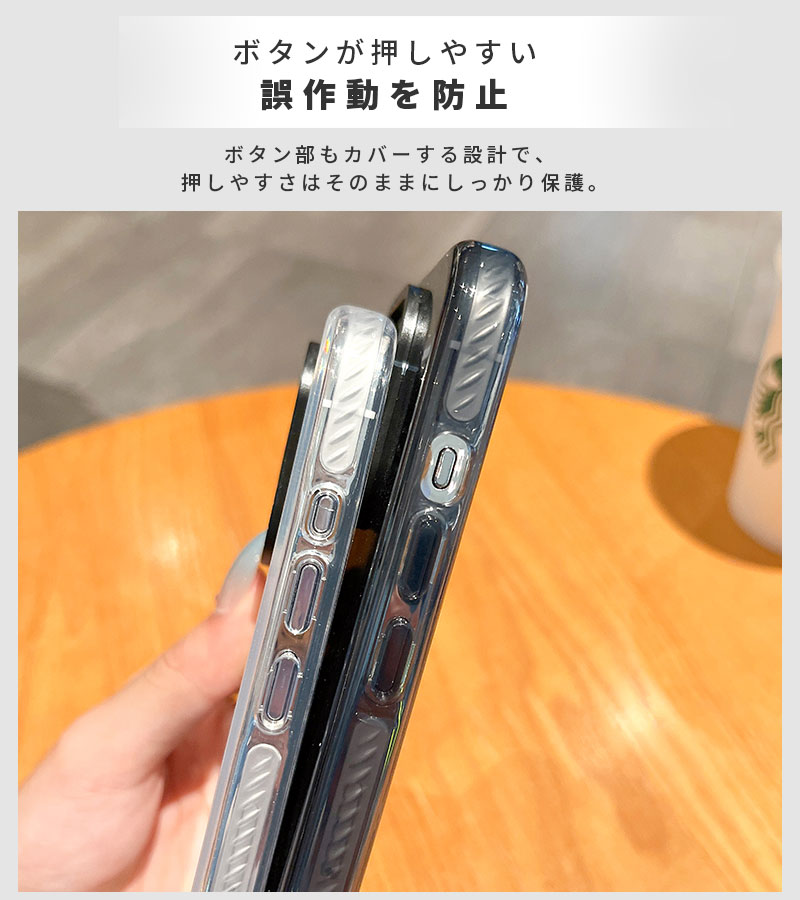 ボタンが押しやすい
誤作動を防止
ボタン部もカバーする設計で、
押しやすさはそのままにしっかり保護。